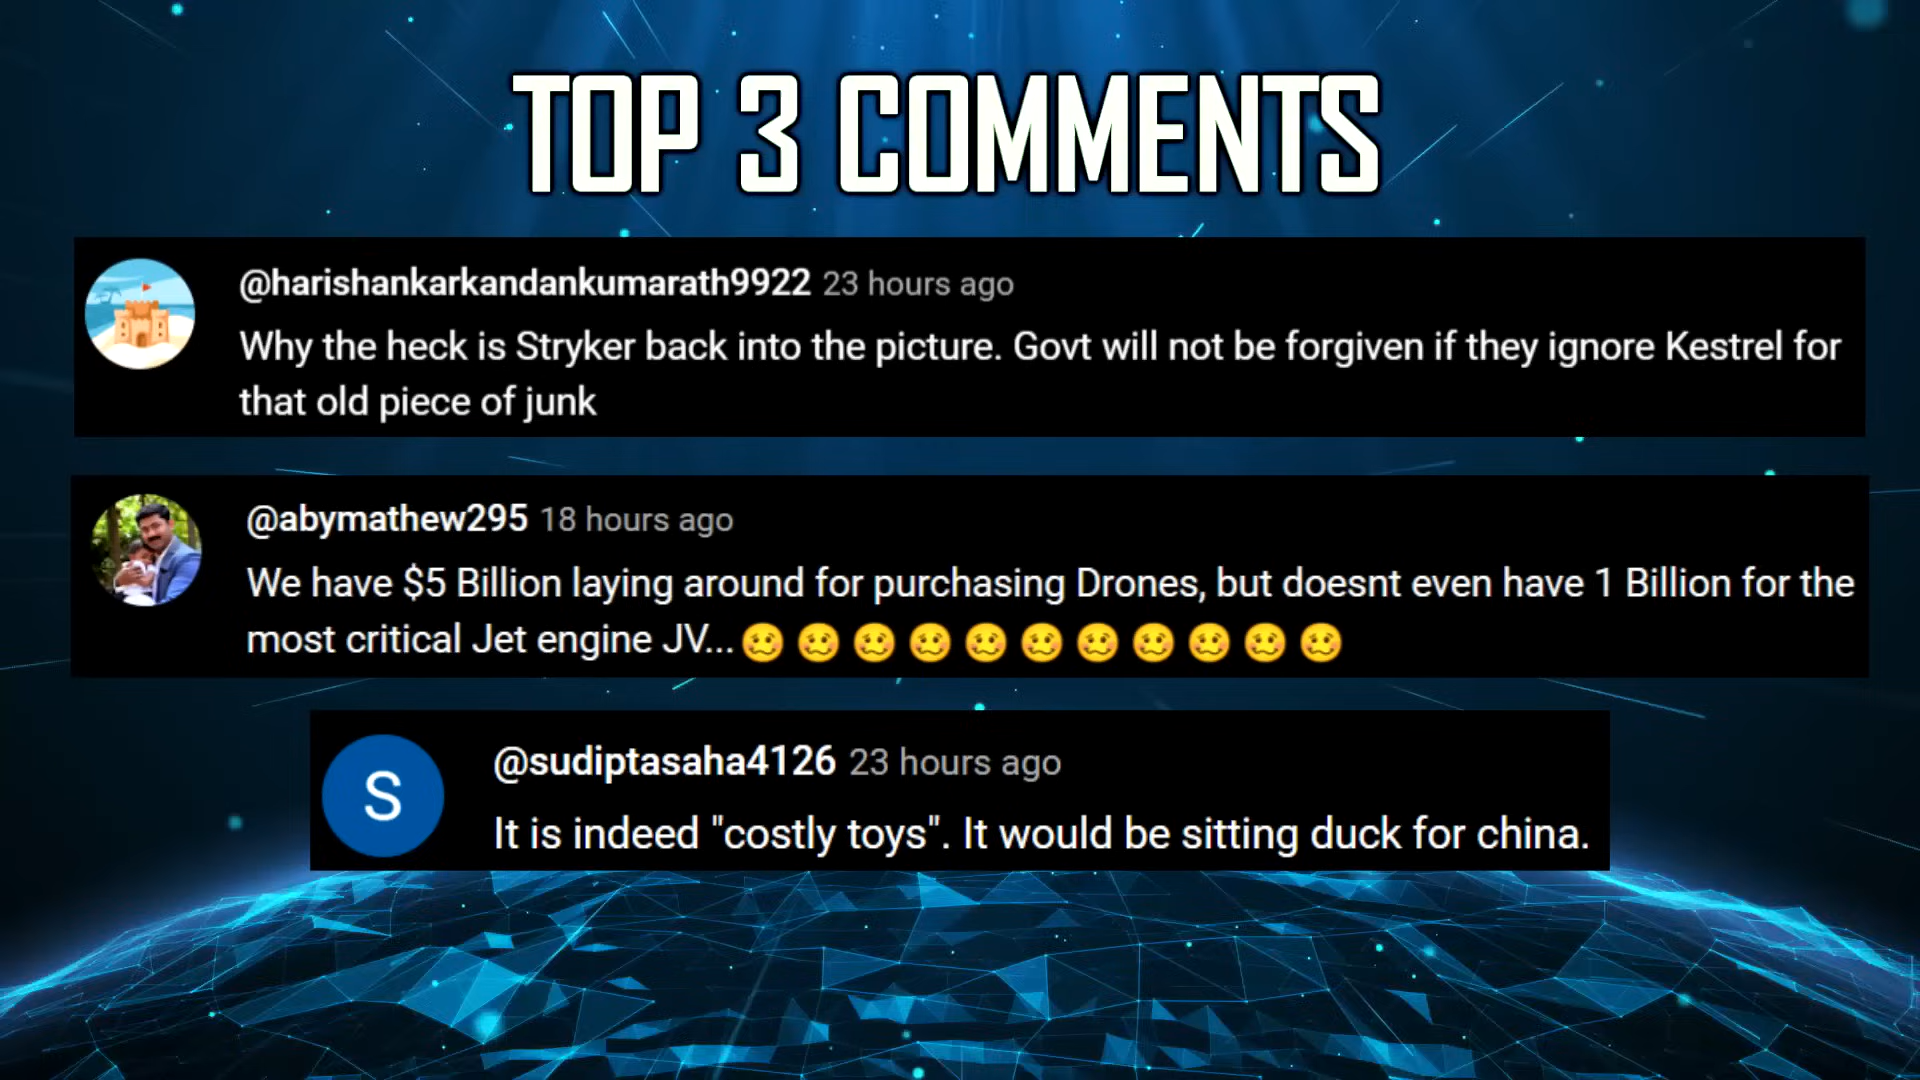 TOP 3 COMMENTS
@harishankarkandankumarath9922 23 hours ago
Why the heck is Stryker back into the picture. Govt will not be forgiven if they ignore Kestrel for
that old piece of junk
@abymathew295 18 hours ago
We have $5 Billion laying around for purchasing Drones, but doesnt even have 1 Billion for the
most critical Jet engine JV...🥴🥴🥴🥴🥴🥴🥴🥴🥴🥴🥴
S
@sudiptasaha4126 23 hours ago
It is indeed "costly toys". It would be sitting duck for china.